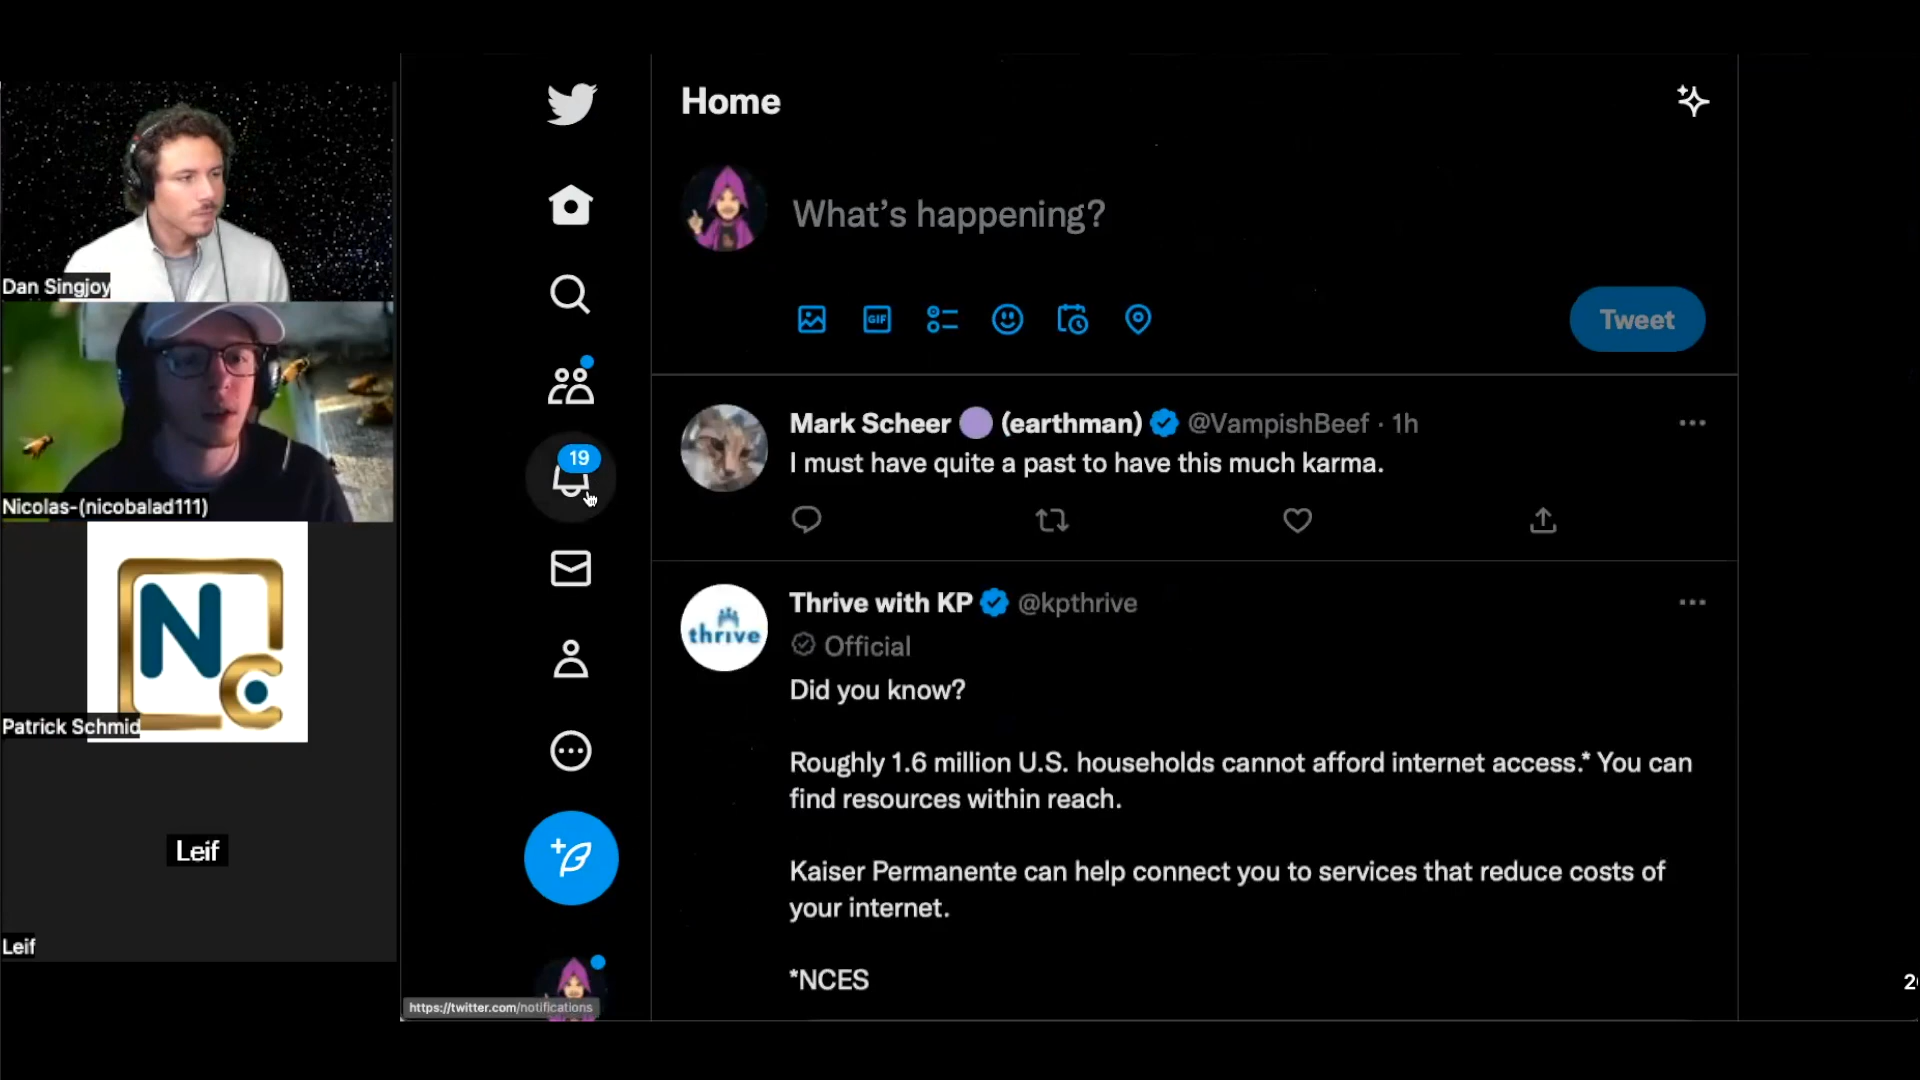 Dan Singjoy
Nicolas-(nicobalad111)
N
C
Patrick Schmid
Leif
Leif
Home
What's happening?
GIF
Tweet
19
Mark Scheer (earthman) @VampishBeef · 1h
I must have quite a past to have this much karma.
thrive
Thrive with KP @kpthrive
Official
Did you know?
Roughly 1.6 million U.S. households cannot afford internet access.* You can
find resources within reach.
Kaiser Permanente can help connect you to services that reduce costs of
your internet.
*NCES
https://twitter.com/notifications